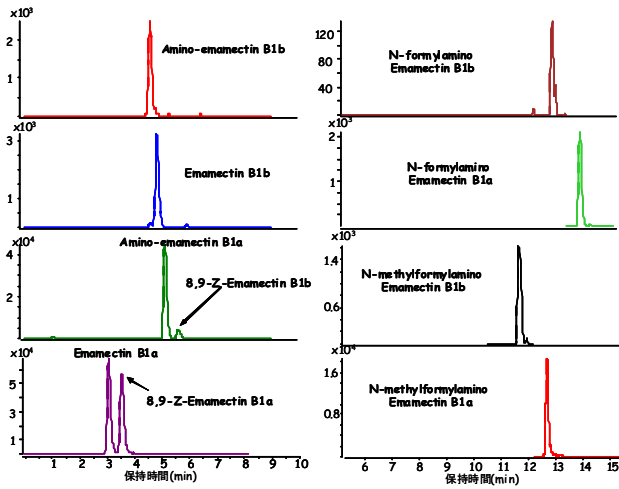 x10³
2
1
Amino-emamectin B1b
x10³
3
1
Emamectin B1b
x10⁴
4
2
Amino-emamectin B1a
8,9-Z-Emamectin B1b
x10⁴
5
3
1
Emamectin B1a
8,9-Z-Emamectin B1a
1 2 3 4 5 6 7 8 9 10
保持時間(min)
120
80
40
N-formylamino
Emamectin B1b
x10³
2
1
N-formylamino
Emamectin B1a
x10³
1.4
0.6
N-methylformylamino
Emamectin B1b
x10⁴
1.6
0.8
N-methylformylamino
Emamectin B1a
6 7 8 9 10 11 12 13 14 15
保持時間(min)